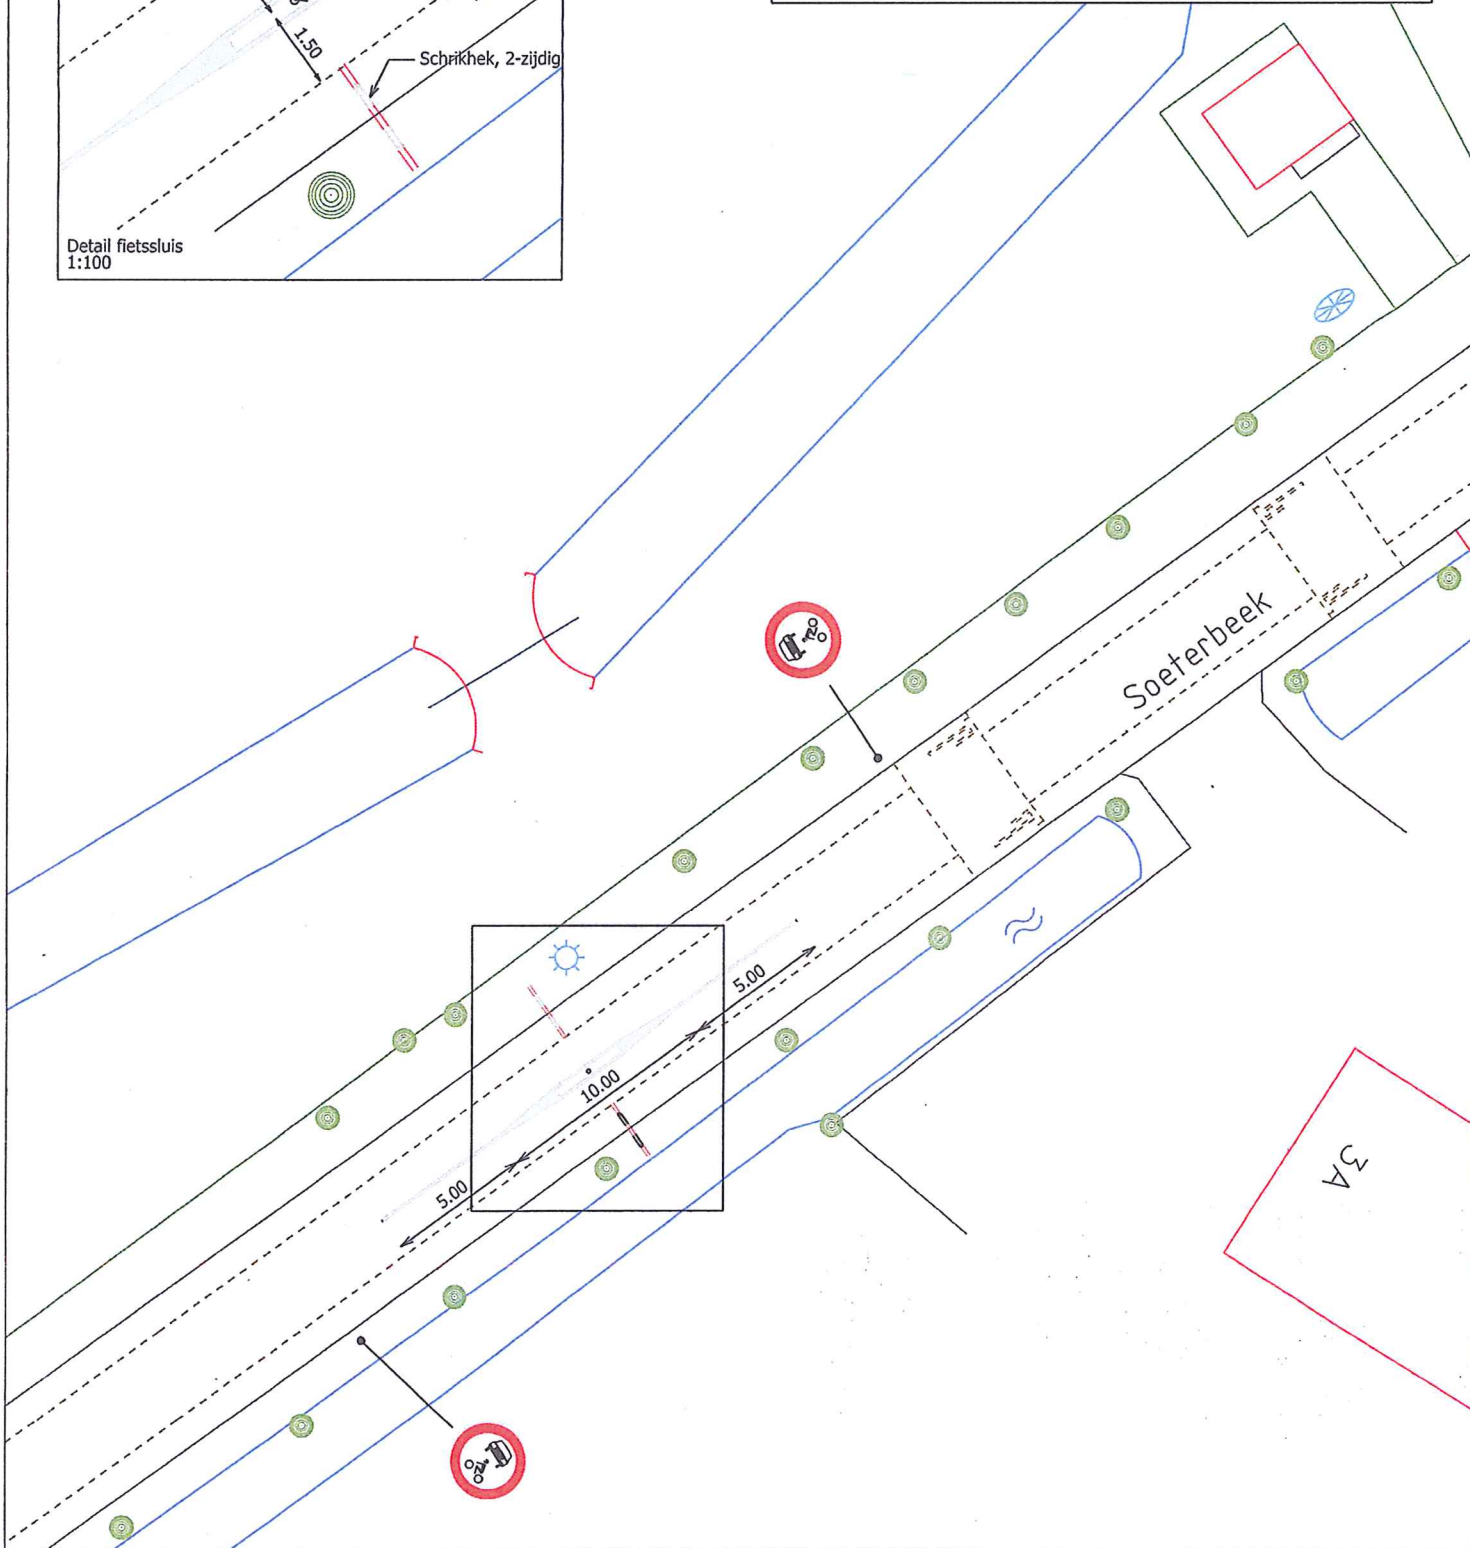 1.50
Schrikhek, 2-zijdig
Detail fietssluis
1:100
Soeterbeek
5.00
10.00
5.00
3A